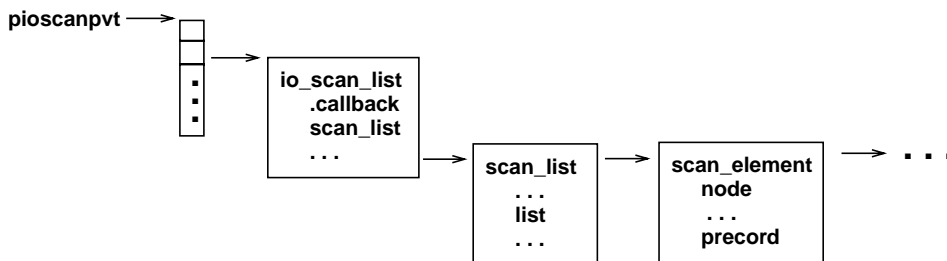 pioscanpvt
io_scan_list
.callback
scan_list
. . .
scan_list
. . .
list
. . .
scan_element
node
. . .
precord
. . .